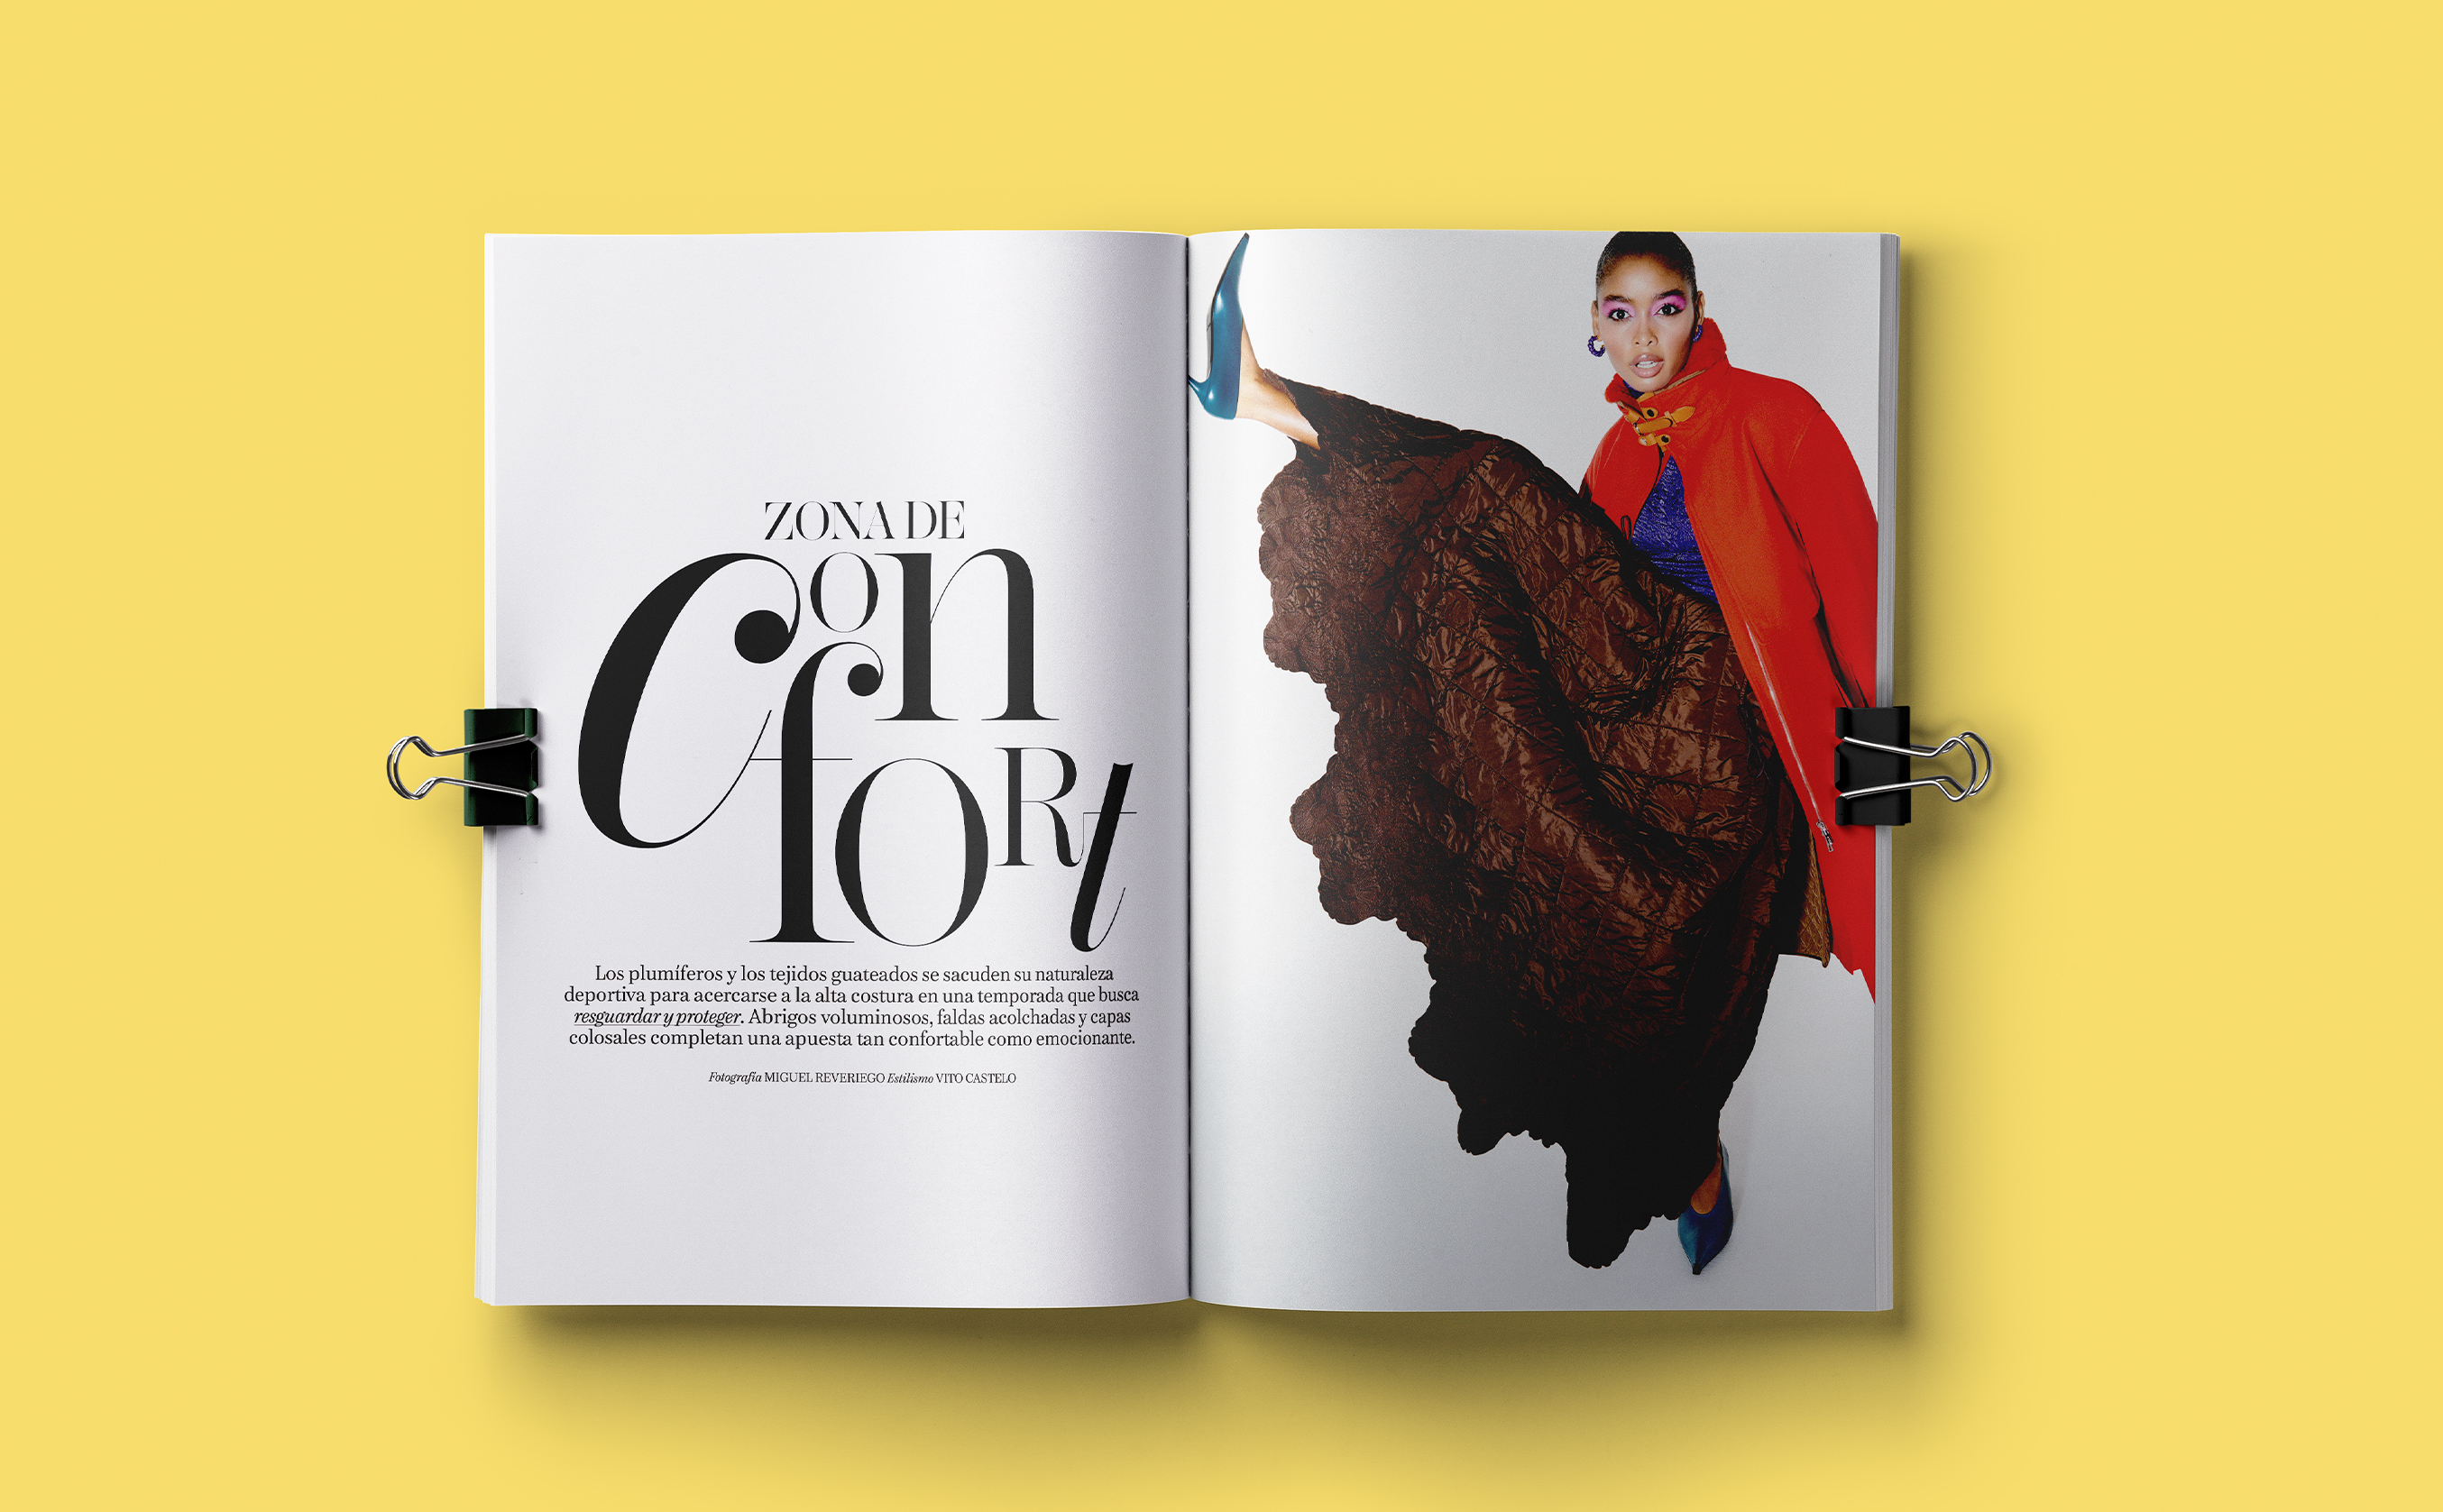 ZONA DE
Con
foRt
Los plumíferos y los tejidos guateados se sacuden su naturaleza
deportiva para acercarse a la alta costura en una temporada que busca
resguardar y proteger. Abrigos voluminosos, faldas acolchadas y capas
colosales completan una apuesta tan confortable como emocionante.
Fotografía MIGUEL REVERIEGO Estilismo VITO CASTELO